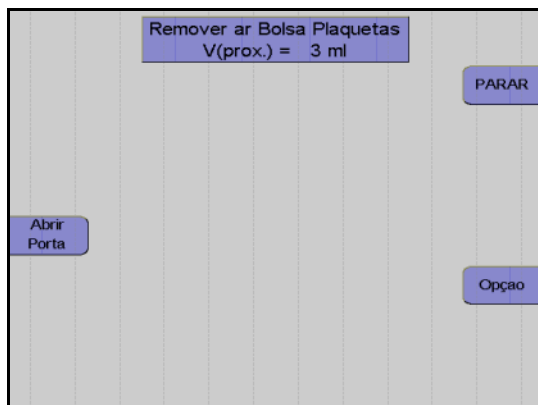 Remover ar Bolsa Plaquetas
V(prox.) = 3 ml
PARAR
Abrir
Porta
Opçao